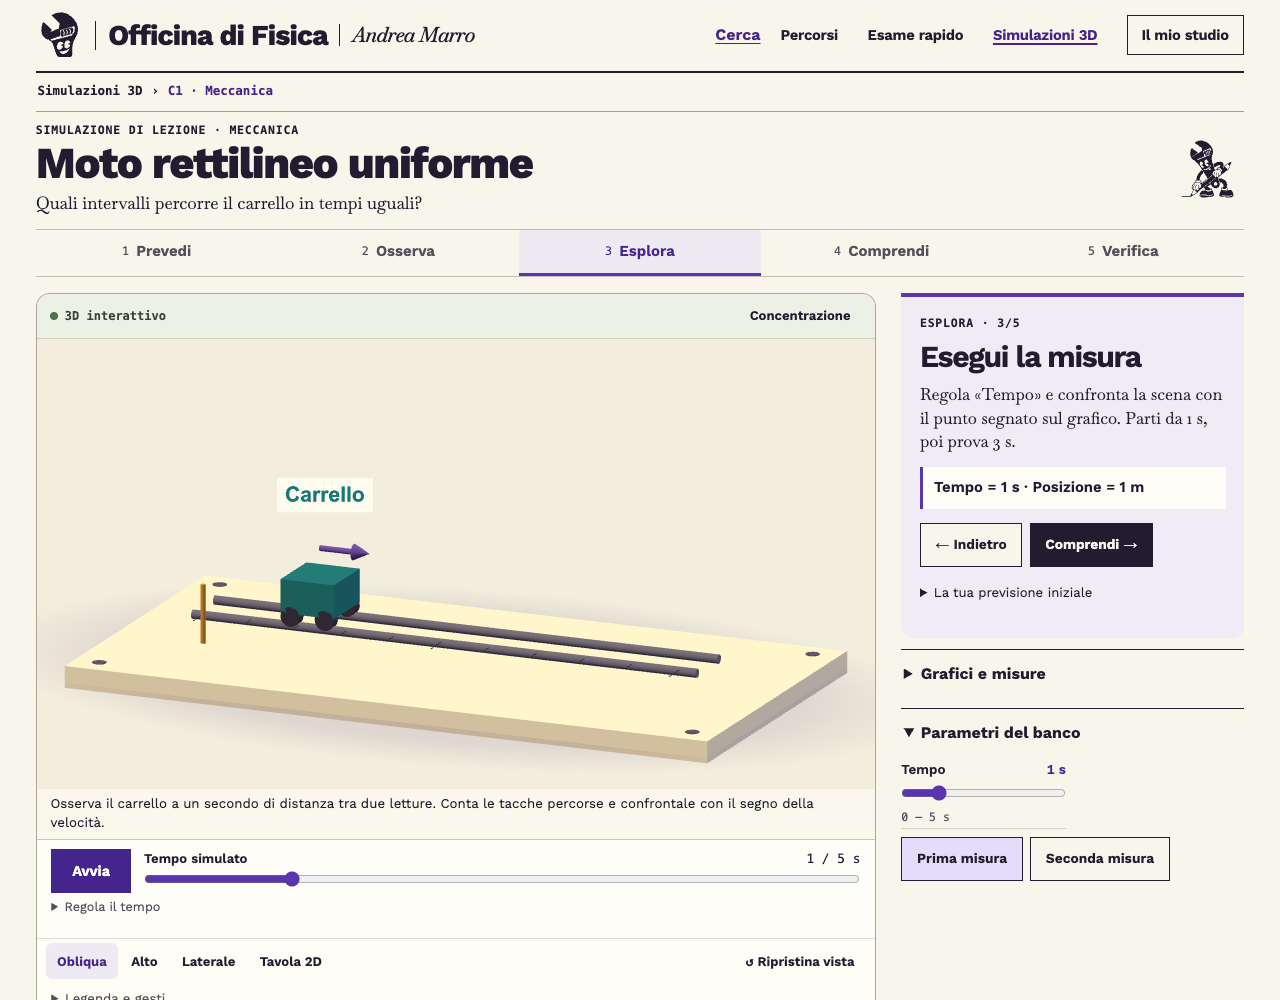 Officina di Fisica
Andrea Marro
Cerca
Percorsi
Esame rapido
Simulazioni 3D
Il mio studio
Simulazioni 3D › C1 · Meccanica
SIMULAZIONE DI LEZIONE · MECCANICA
Moto rettilineo uniforme
Quali intervalli percorre il carrello in tempi uguali?
1 Prevedi
2 Osserva
3 Esplora
4 Comprendi
5 Verifica
3D interattivo
Concentrazione
Carrello
Osserva il carrello a un secondo di distanza tra due letture. Conta le tacche percorse e confrontale con il segno della
velocità.
Avvia
Tempo simulato
1 / 5 s
▶ Regola il tempo
Obliqua
Alto
Laterale
Tavola 2D
↺ Ripristina vista
▶ Legenda e gesti
ESPLORA · 3/5
Esegui la misura
Regola «Tempo» e confronta la scena con
il punto segnato sul grafico. Parti da 1 s,
poi prova 3 s.
Tempo = 1 s · Posizione = 1 m
← Indietro
Comprendi →
▶ La tua previsione iniziale
▶ Grafici e misure
▼ Parametri del banco
Tempo
1 s
0 — 5 s
Prima misura
Seconda misura